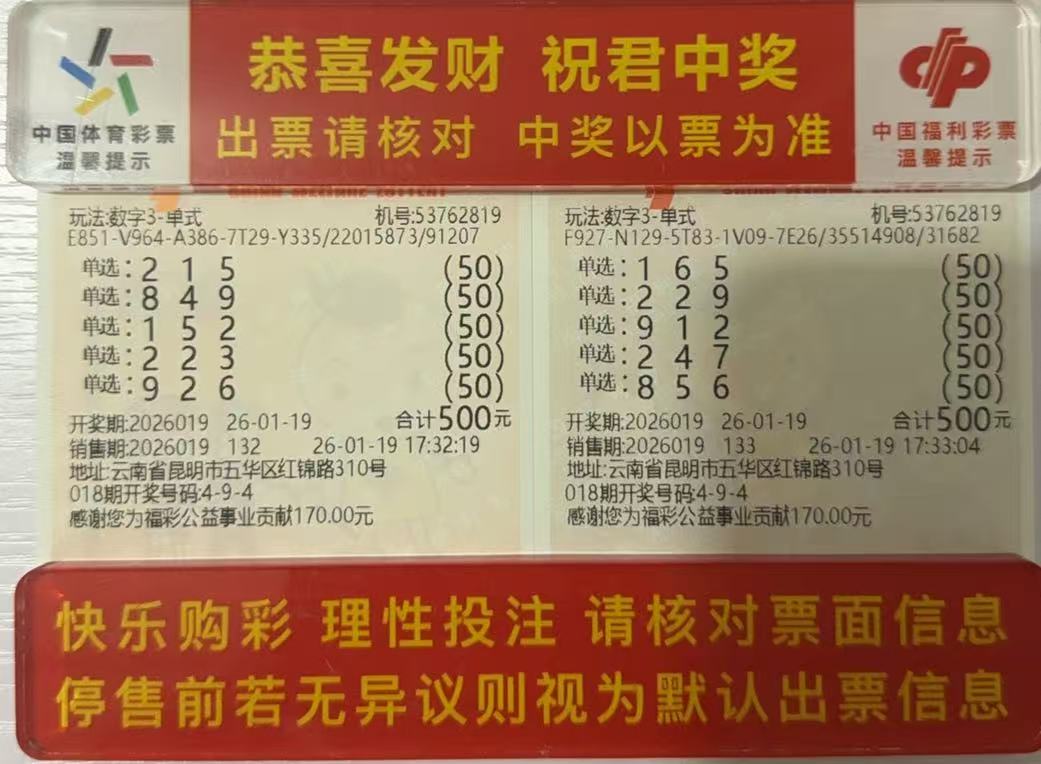 恭喜发财 祝君中奖
出票请核对 中奖以票为准
中国体育彩票
温馨提示
中国福利彩票
温馨提示
玩法:数字3-单式 机号:53762819
E851-V964-A386-7T29-Y335/22015873/91207
单选:2 1 5 (50)
单选:8 4 9 (50)
单选:1 5 2 (50)
单选:2 2 3 (50)
单选:9 2 6 (50)
开奖期:2026019 26-01-19 合计500元
销售期:2026019 132 26-01-19 17:32:19
地址:云南省昆明市五华区红锦路310号
018期开奖号码:4-9-4
感谢您为福彩公益事业贡献170.00元
玩法:数字3-单式 机号:53762819
F927-N129-5T83-1V09-7E26/35514908/31682
单选:1 6 5 (50)
单选:2 2 9 (50)
单选:9 1 2 (50)
单选:2 4 7 (50)
单选:8 5 6 (50)
开奖期:2026019 26-01-19 合计500元
销售期:2026019 133 26-01-19 17:33:04
地址:云南省昆明市五华区红锦路310号
018期开奖号码:4-9-4
感谢您为福彩公益事业贡献170.00元
快乐购彩 理性投注 请核对票面信息
停售前若无异议则视为默认出票信息